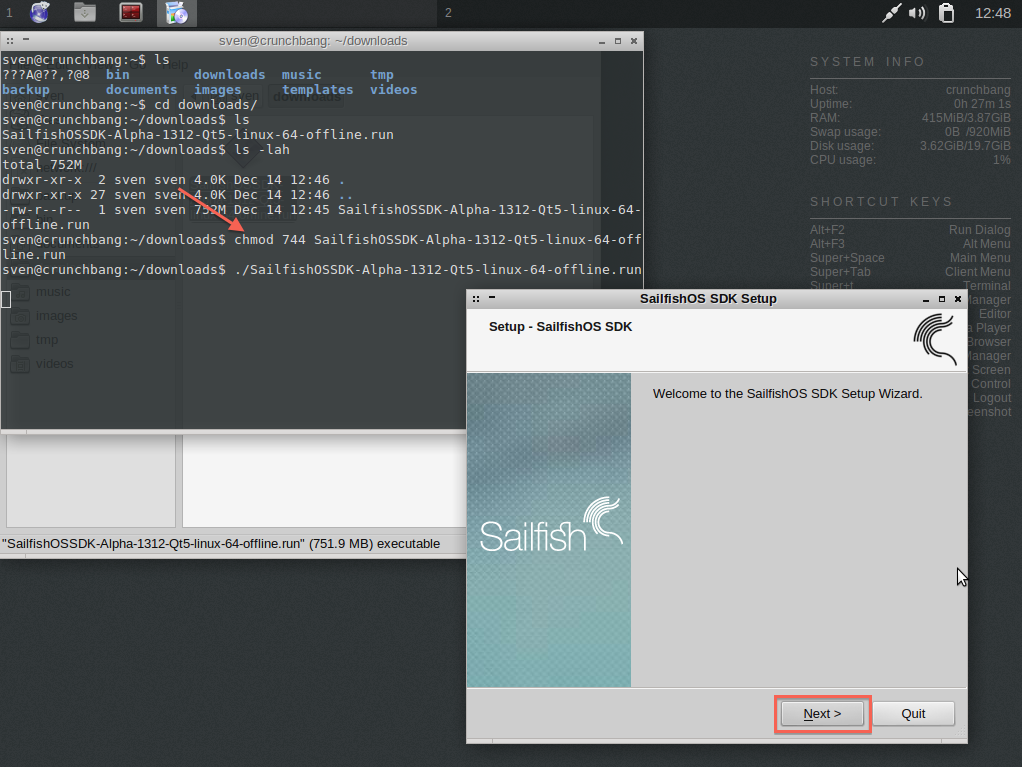 1
2
12:48
sven@crunchbang: ~/downloads
sven@crunchbang:~$ ls
???A@??,?@8 bin downloads music tmp
backup documents images templates videos
sven@crunchbang:~$ cd downloads/
sven@crunchbang:~/downloads$ ls
SailfishOSSDK-Alpha-1312-Qt5-linux-64-offline.run
sven@crunchbang:~/downloads$ ls -lah
total 752M
drwxr-xr-x 2 sven sven 4.0K Dec 14 12:46 .
drwxr-xr-x 27 sven sven 4.0K Dec 14 12:46 ..
-rw-r--r-- 1 sven sven 752M Dec 14 12:45 SailfishOSSDK-Alpha-1312-Qt5-linux-64-
offline.run
sven@crunchbang:~/downloads$ chmod 744 SailfishOSSDK-Alpha-1312-Qt5-linux-64-off
line.run
sven@crunchbang:~/downloads$ ./SailfishOSSDK-Alpha-1312-Qt5-linux-64-offline.run
music
images
tmp
videos
"SailfishOSSDK-Alpha-1312-Qt5-linux-64-offline.run" (751.9 MB) executable
SYSTEM INFO
Host: crunchbang
Uptime: 0h 27m 1s
RAM: 415MiB/3.87GiB
Swap usage: 0B /920MiB
Disk usage: 3.62GiB/19.7GiB
CPU usage: 1%
SHORTCUT KEYS
Alt+F2 Run Dialog
Alt+F3 Alt Menu
Super+Space Main Menu
Super+Tab Client Menu
Super+t Terminal
Manager
Editor
a Player
Browser
Manager
Screen
Control
Logout
eenshot
SailfishOS SDK Setup
Setup - SailfishOS SDK
Welcome to the SailfishOS SDK Setup Wizard.
Sailfish
Next >
Quit